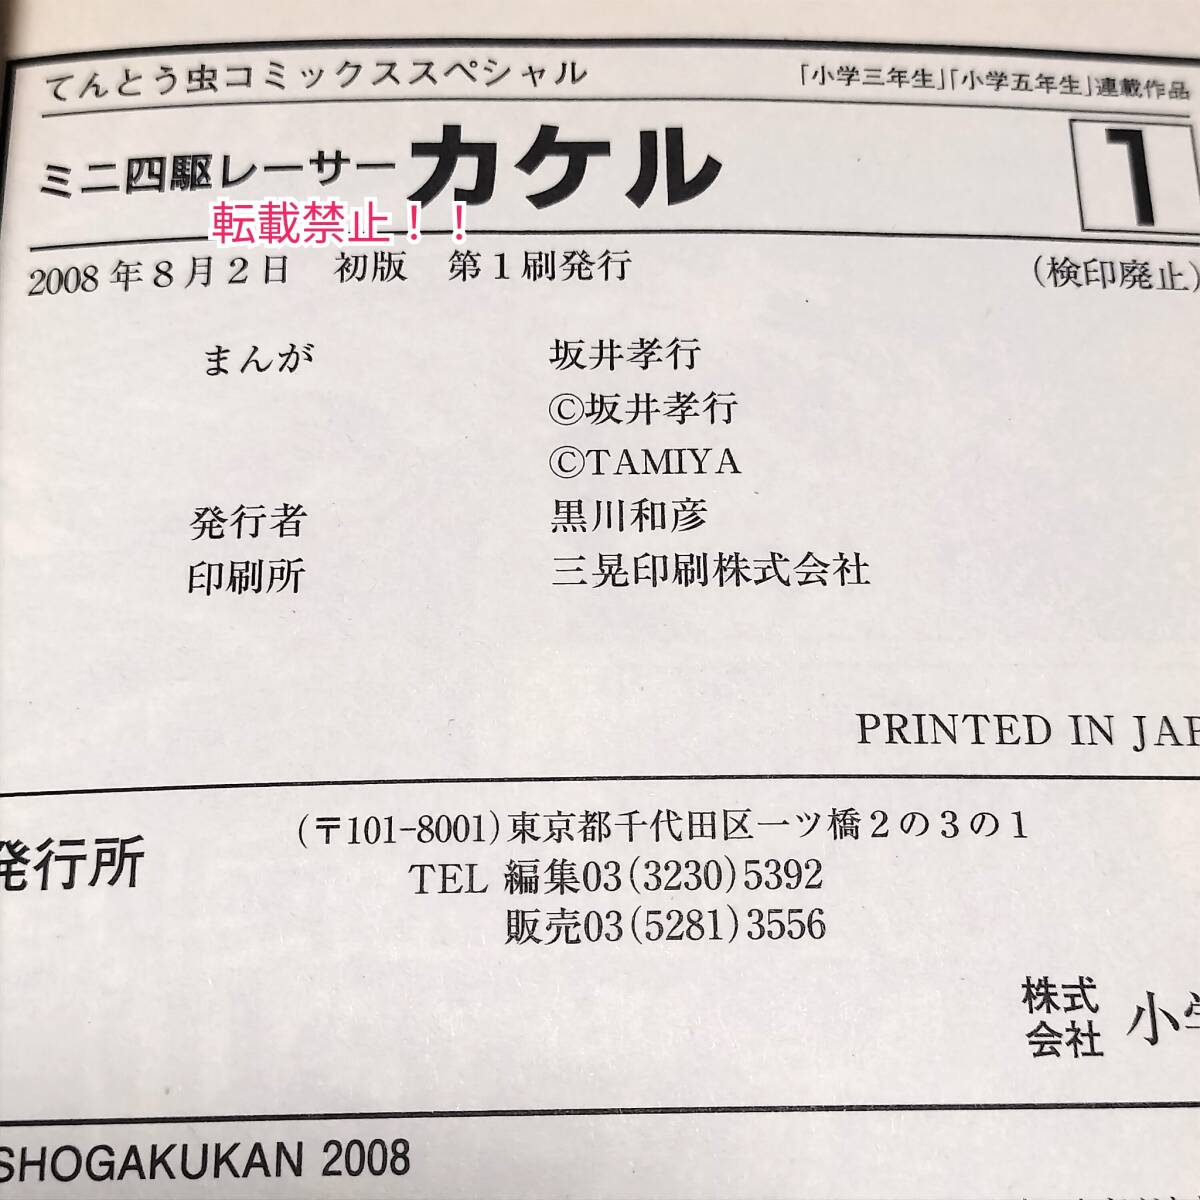 てんとう虫コミックススペシャル
「小学三年生」「小学五年生」連載作品
ミニ四駆レーサーカケル 1
転載禁止！！
2008年8月2日 初版 第1刷発行 (検印廃止)
まんが 坂井孝行
©坂井孝行
©TAMIYA
発行者 黒川和彦
印刷所 三晃印刷株式会社
PRINTED IN JAP
発行所 (〒101-8001)東京都千代田区一ツ橋2の3の1
TEL 編集03(3230)5392
販売03(5281)3556
株式会社 小学
SHOGAKUKAN 2008